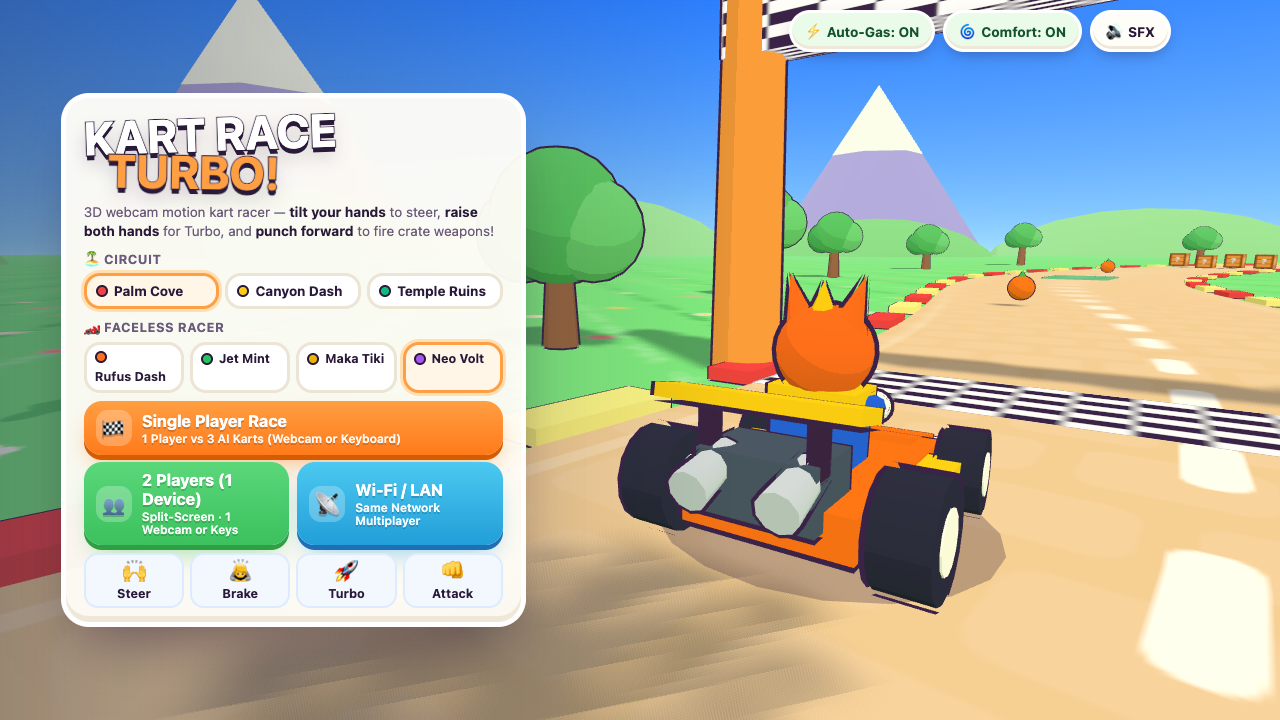 Auto-Gas: ON
Comfort: ON
SFX
KART RACE
TURBO!
3D webcam motion kart racer — tilt your hands to steer, raise
both hands for Turbo, and punch forward to fire crate weapons!
CIRCUIT
Palm Cove
Canyon Dash
Temple Ruins
FACELESS RACER
Rufus Dash
Jet Mint
Maka Tiki
Neo Volt
Single Player Race
1 Player vs 3 AI Karts (Webcam or Keyboard)
2 Players (1
Device)
Split-Screen · 1
Webcam or Keys
Wi-Fi / LAN
Same Network
Multiplayer
Steer
Brake
Turbo
Attack